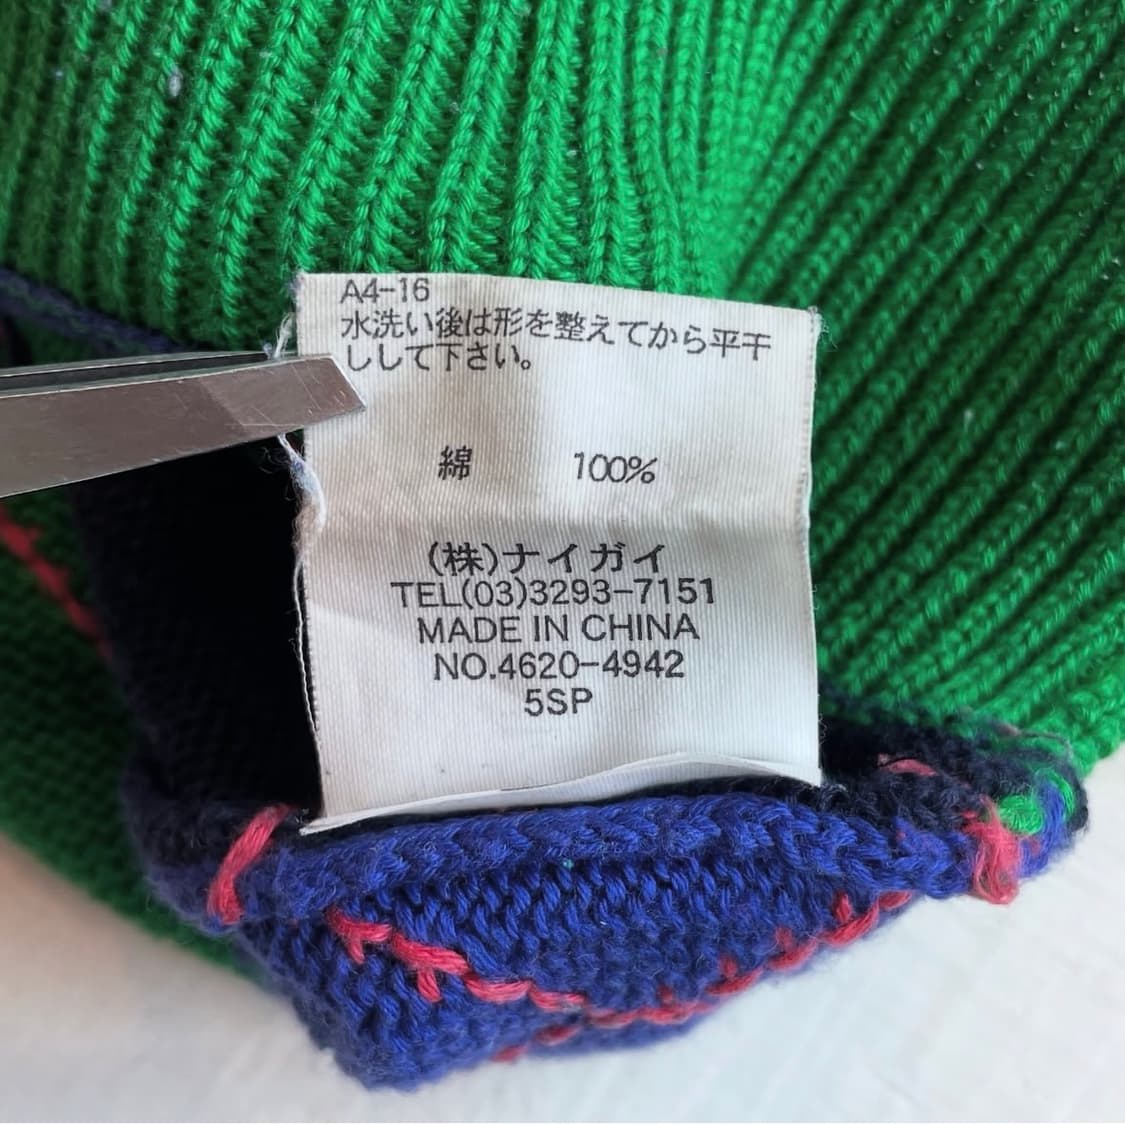 A4-16
水洗い後は形を整えてから平干
ししして下さい。
綿 100%
(株)ナイガイ
TEL(03)3293-7151
MADE IN CHINA
NO.4620-4942
5SP